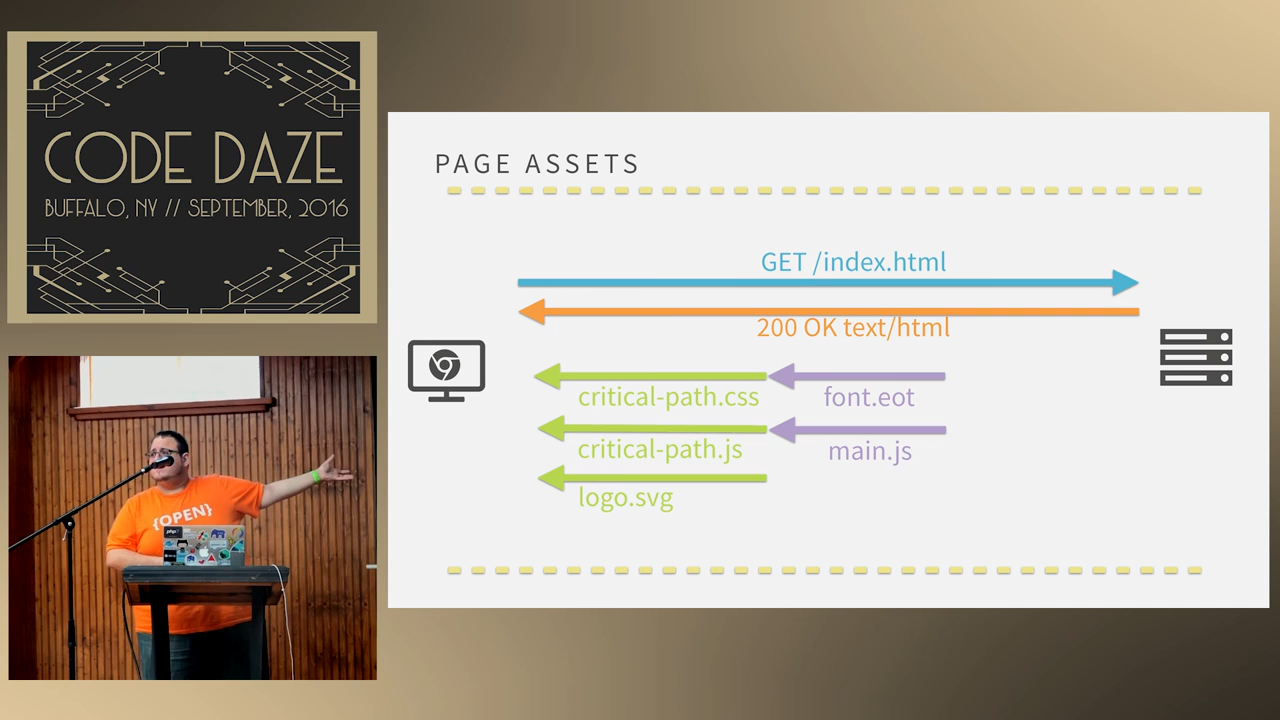 CODE DAZE
BUFFALO, NY // SEPTEMBER, 2016
PAGE ASSETS
GET /index.html
200 OK text/html
critical-path.css
font.eot
critical-path.js
main.js
logo.svg
{OPEN}
php